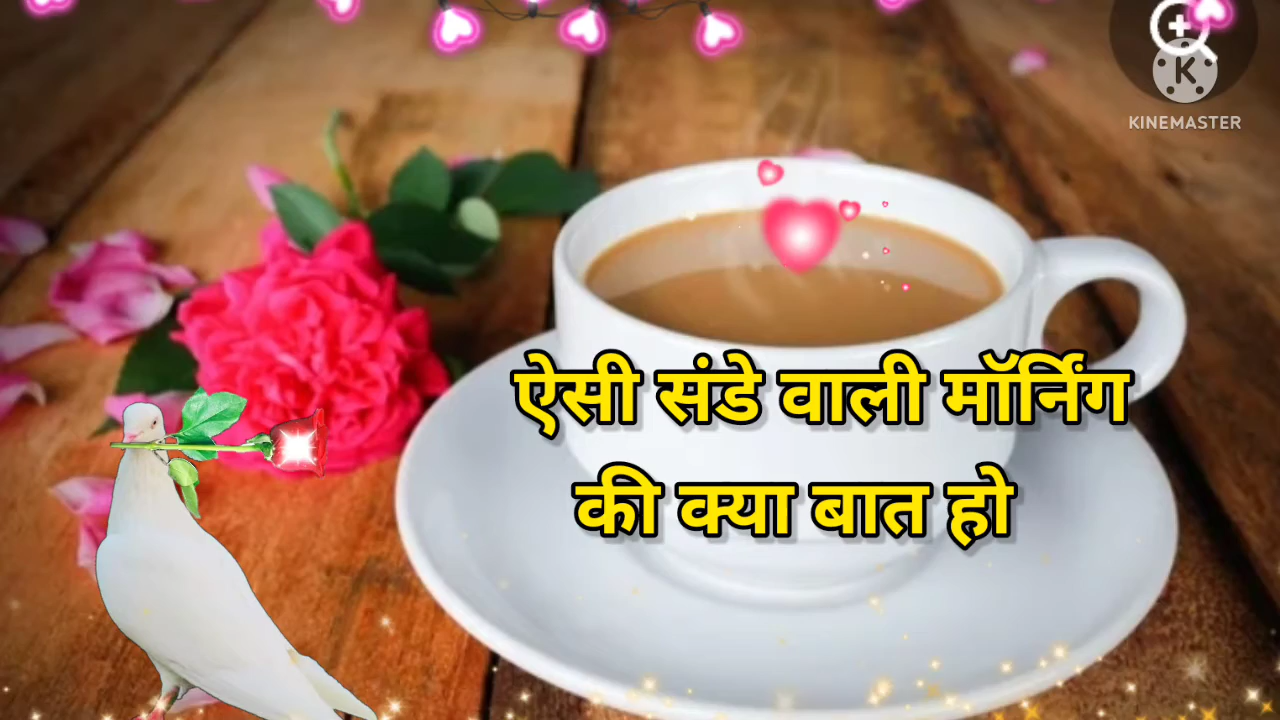 KINEMASTER
ऐसी संडे वाली मॉर्निंग
की क्या बात हो